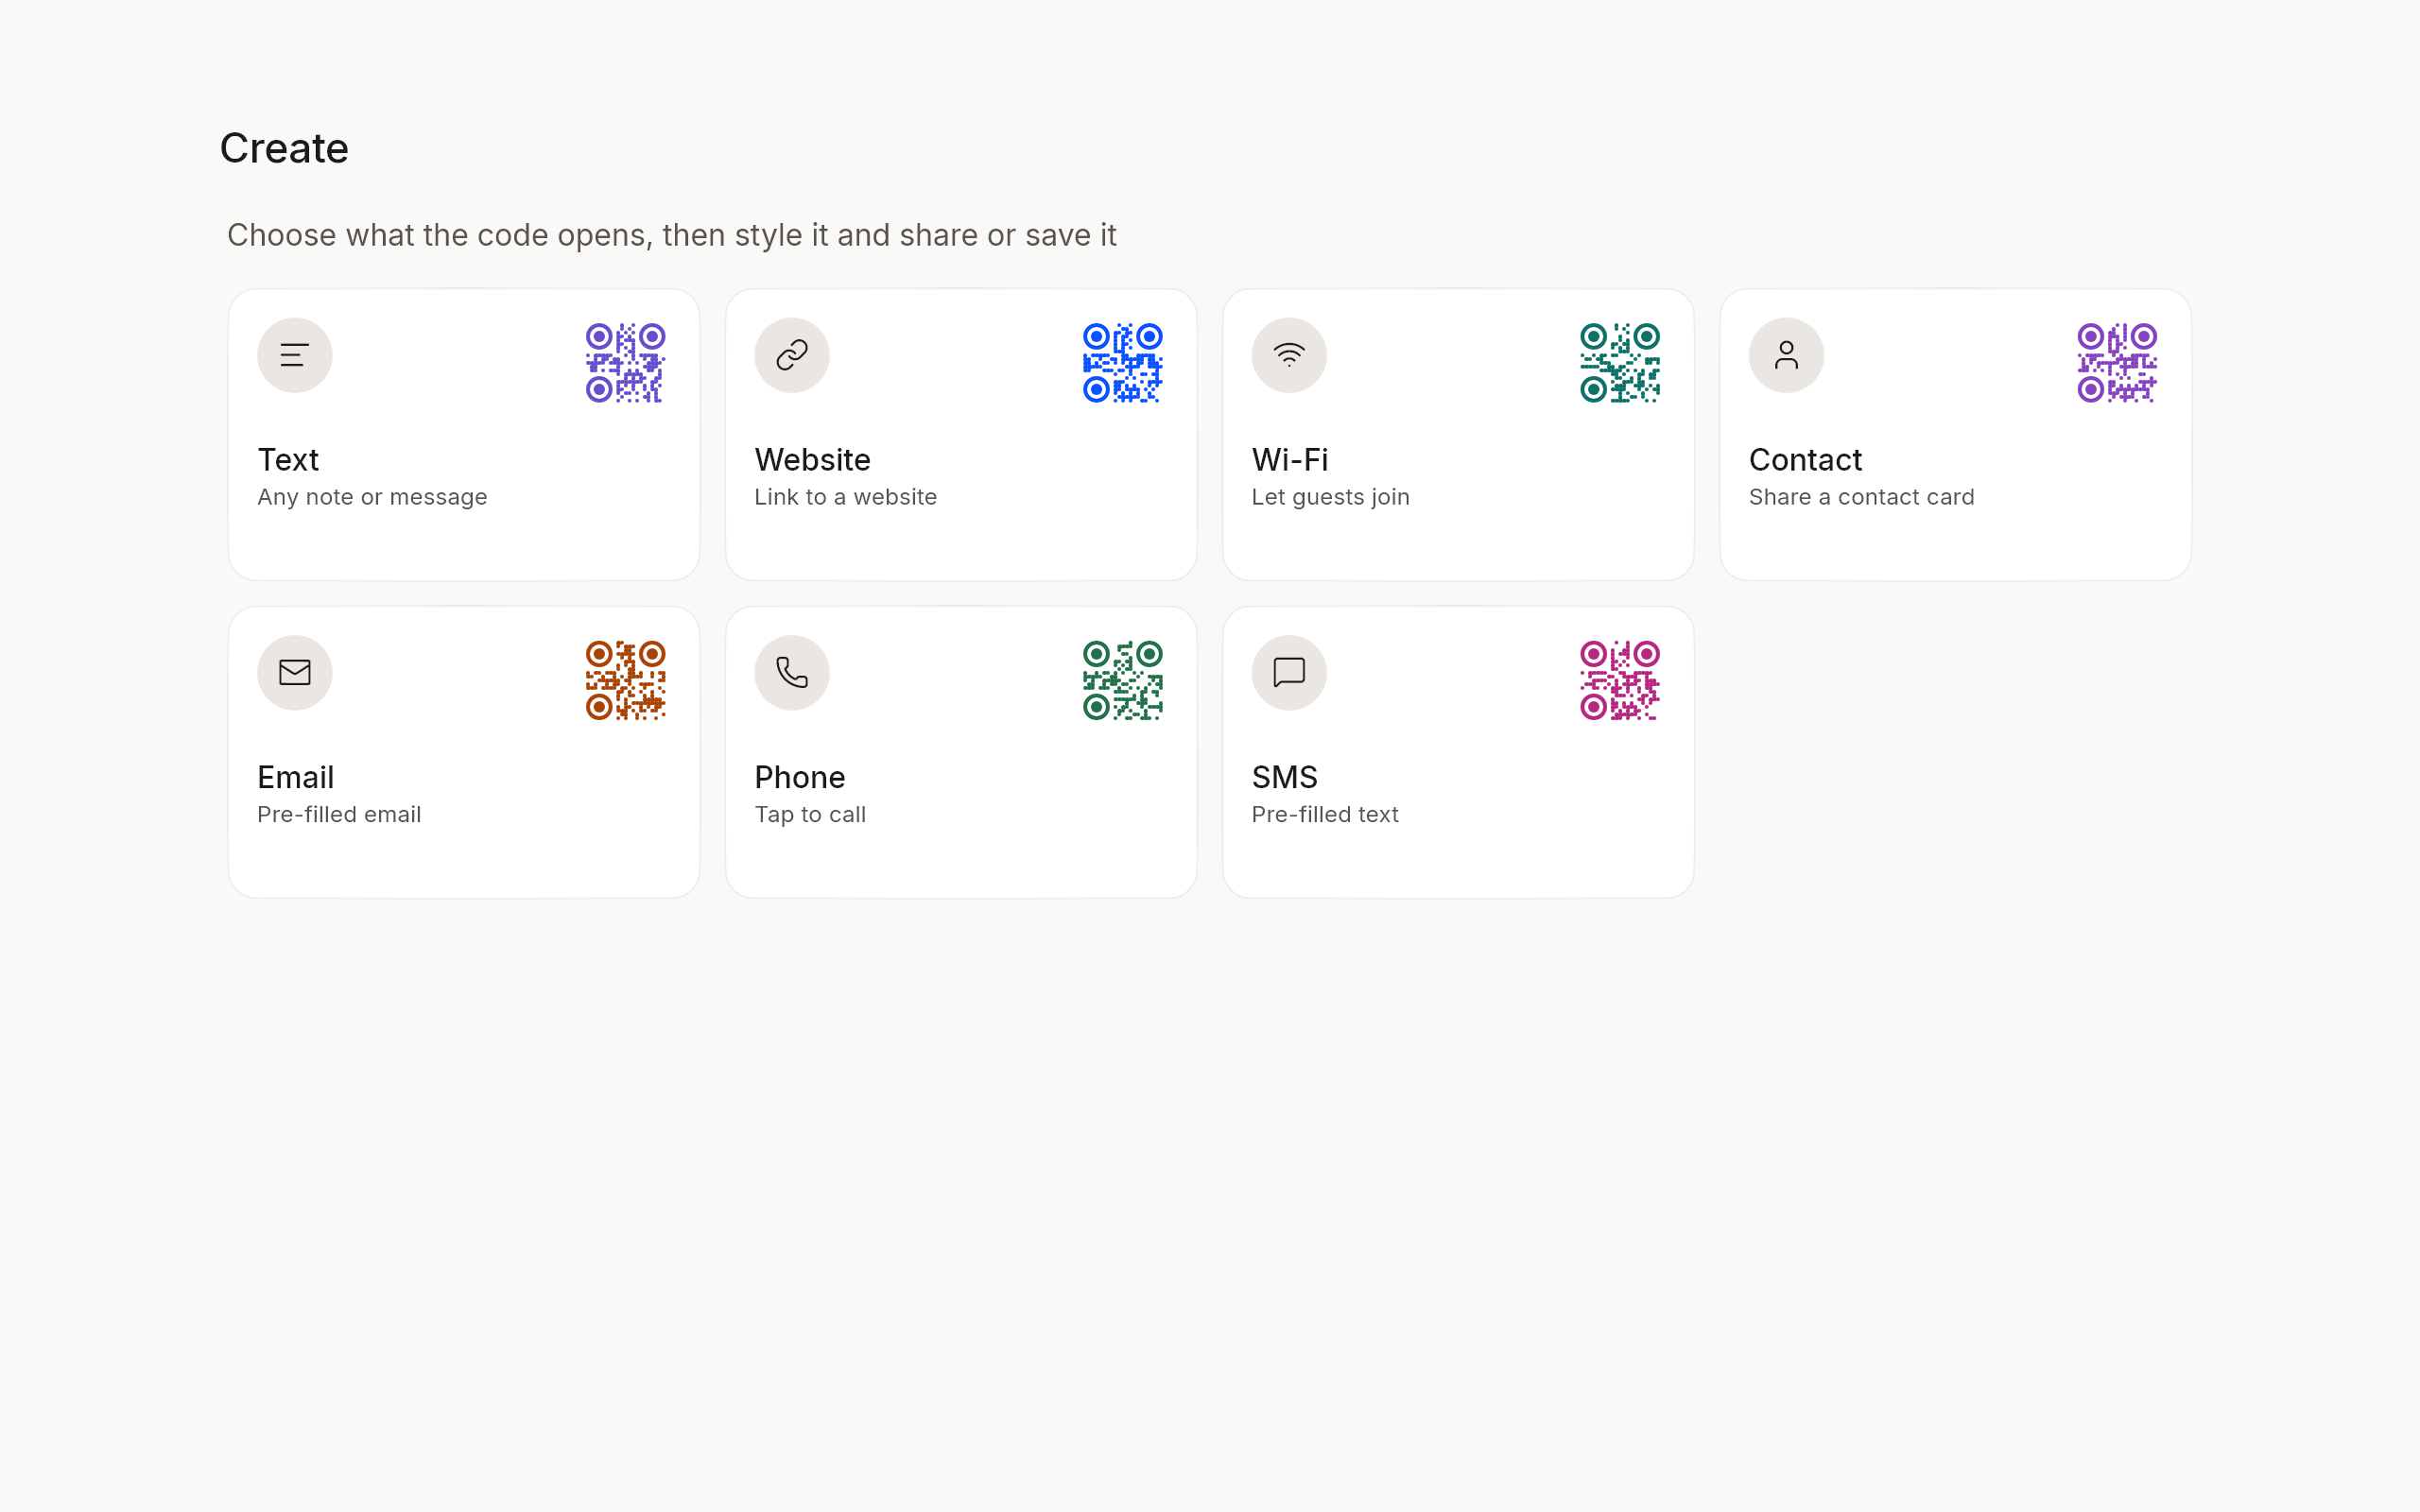 Create
Choose what the code opens, then style it and share or save it
Text
Any note or message
Website
Link to a website
Wi-Fi
Let guests join
Contact
Share a contact card
Email
Pre-filled email
Phone
Tap to call
SMS
Pre-filled text